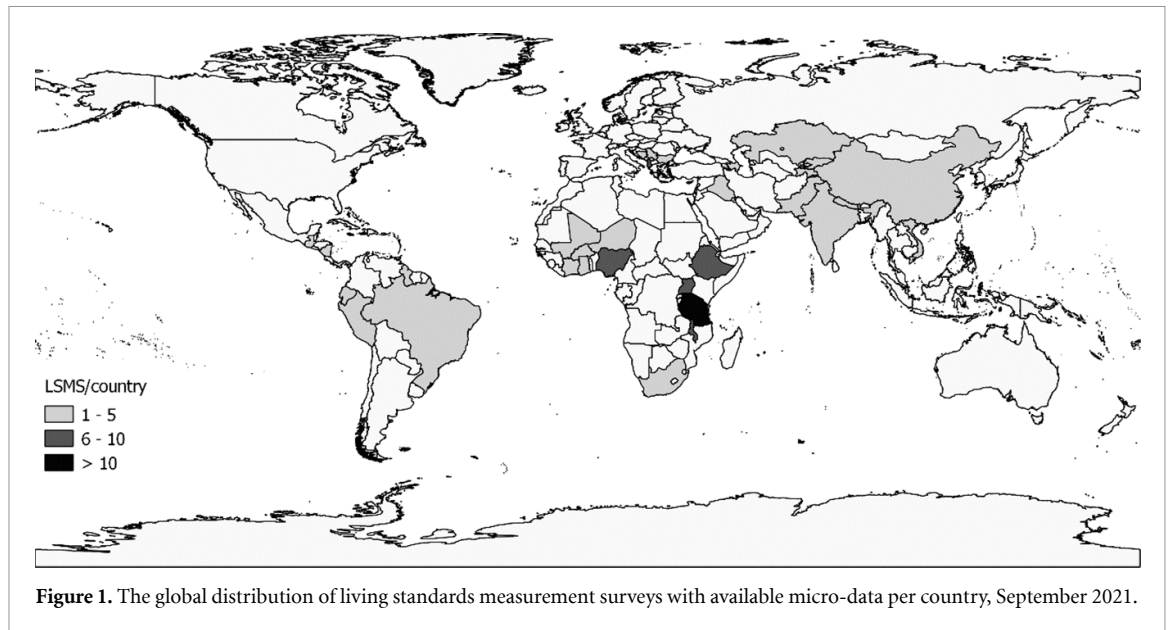 LSMS/country
1 - 5
6 - 10
> 10
Figure 1. The global distribution of living standards measurement surveys with available micro-data per country, September 2021.